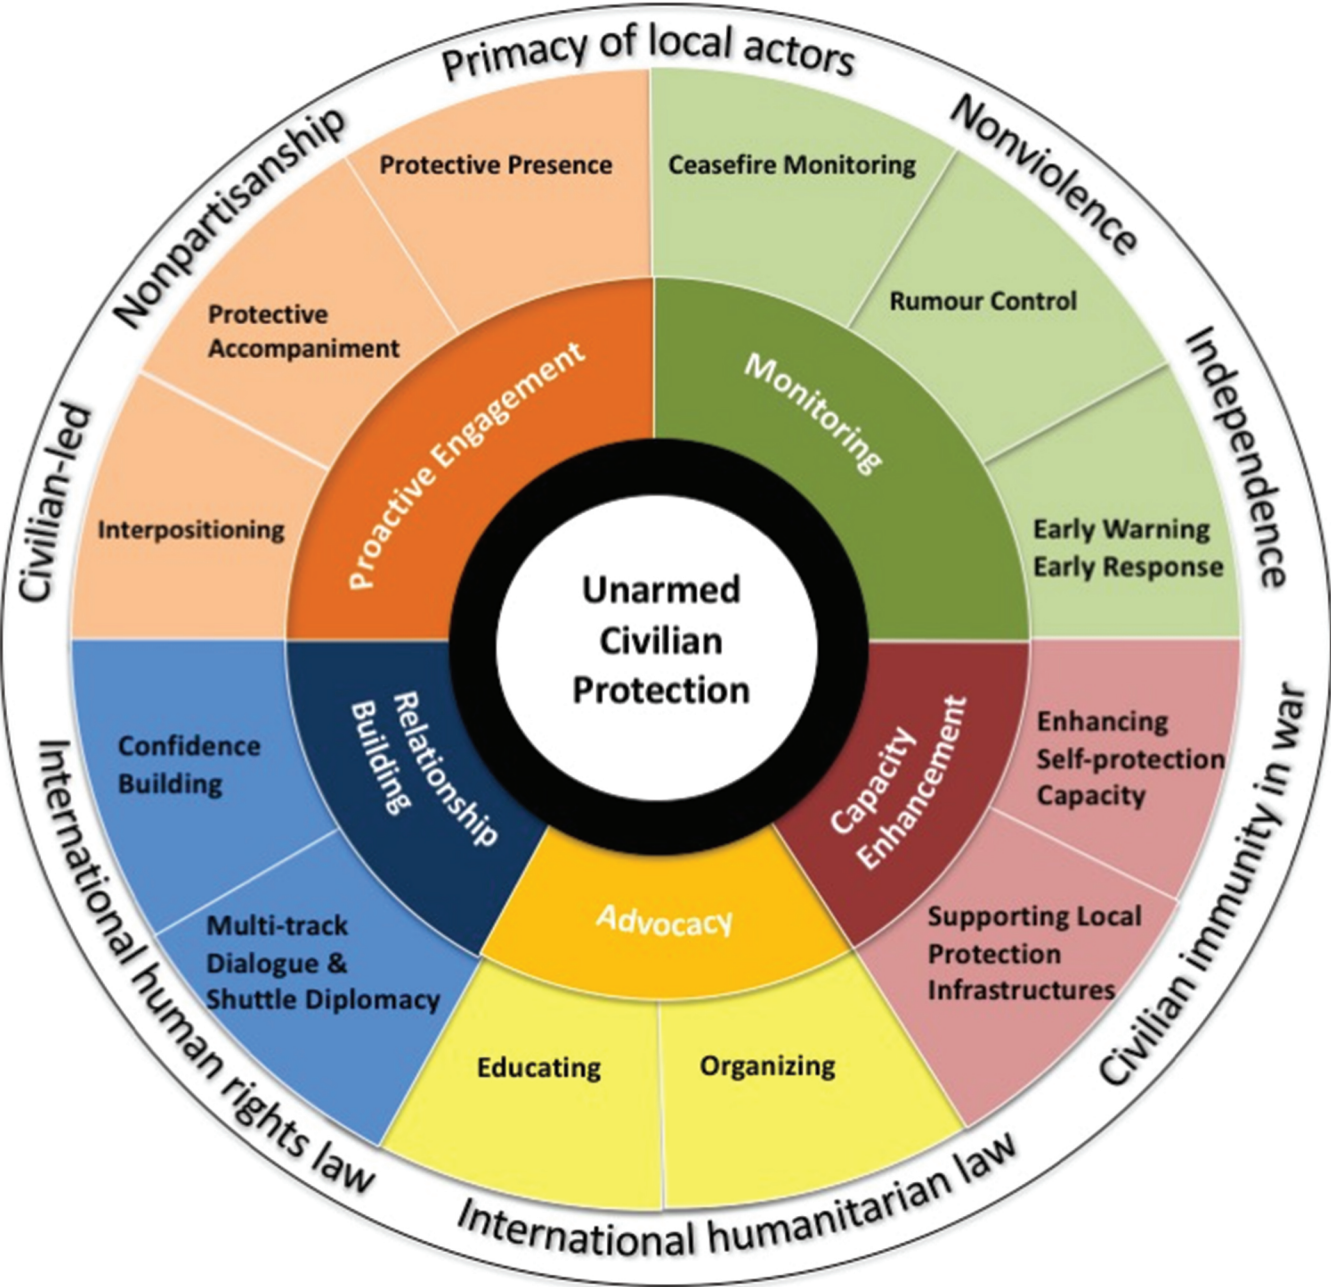 Primacy of local actors
Nonviolence
Independence
Civilian immunity in war
International humanitarian law
International human rights law
Civilian-led
Nonpartisanship
Protective Presence
Protective
Accompaniment
Interpositioning
Ceasefire Monitoring
Rumour Control
Early Warning
Early Response
Enhancing
Self-protection
Capacity
Supporting Local
Protection
Infrastructures
Organizing
Educating
Multi-track
Dialogue &
Shuttle Diplomacy
Confidence
Building
Proactive Engagement
Monitoring
Capacity
Enhancement
Advocacy
Relationship
Building
Unarmed
Civilian
Protection